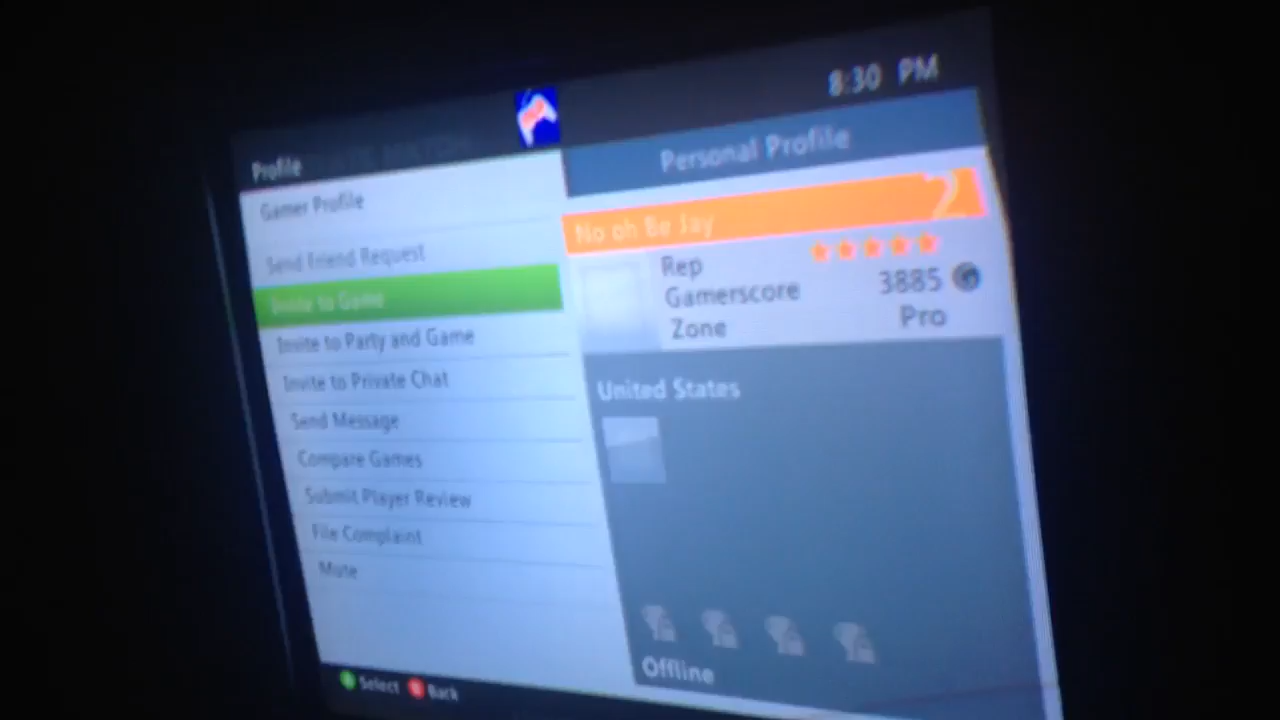 8:30 PM
Profile
Gamer Profile
Send Friend Request
Invite to Game
Invite to Party and Game
Invite to Private Chat
Send Message
Compare Games
Submit Player Review
File Complaint
Mute
Select Back
Personal Profile
No oh Be Jay 2
Rep
Gamerscore 3885 G
Zone Pro
United States
Offline